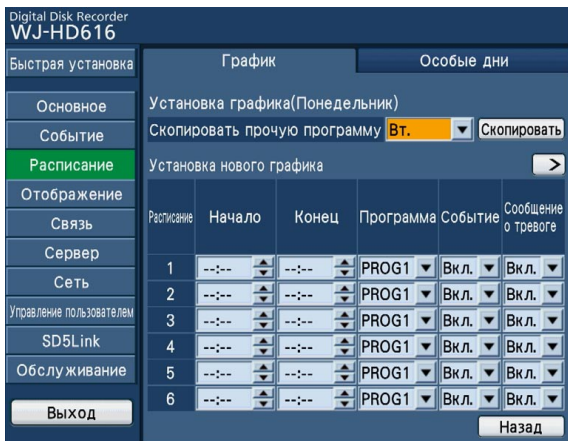 Digital Disk Recorder
WJ-HD616
Быстрая установка
Основное
Событие
Расписание
Отображение
Связь
Сервер
Сеть
Управление пользователем
SD5Link
Обслуживание
Выход
График Особые дни
Установка графика(Понедельник)
Скопировать прочую программу Вт. Скопировать
Установка нового графика >
Расписание Начало Конец Программа Событие Сообщение о тревоге
1 --:-- --:-- PROG1 Вкл. Вкл.
2 --:-- --:-- PROG1 Вкл. Вкл.
3 --:-- --:-- PROG1 Вкл. Вкл.
4 --:-- --:-- PROG1 Вкл. Вкл.
5 --:-- --:-- PROG1 Вкл. Вкл.
6 --:-- --:-- PROG1 Вкл. Вкл.
Назад